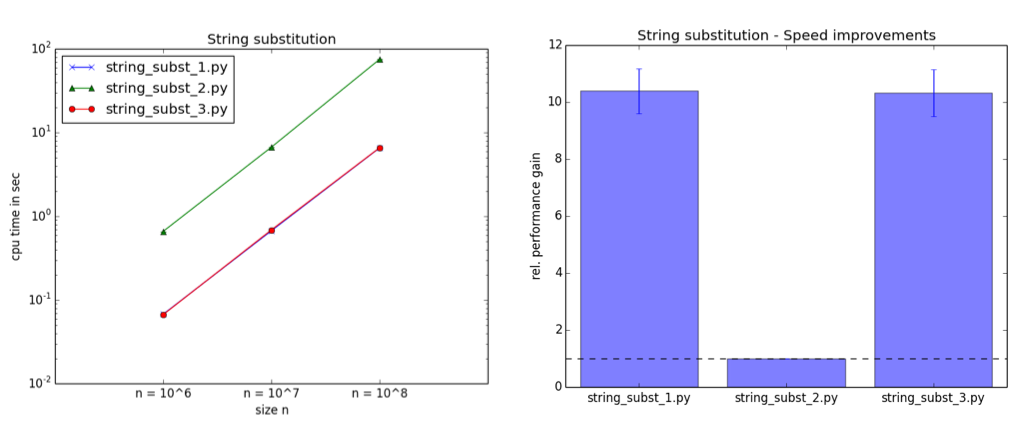 String substitution
10^2
10^1
10^0
10^-1
10^-2
cpu time in sec
string_subst_1.py
string_subst_2.py
string_subst_3.py
n = 10^6 n = 10^7 n = 10^8
size n
String substitution - Speed improvements
12
10
8
6
4
2
0
rel. performance gain
string_subst_1.py string_subst_2.py string_subst_3.py